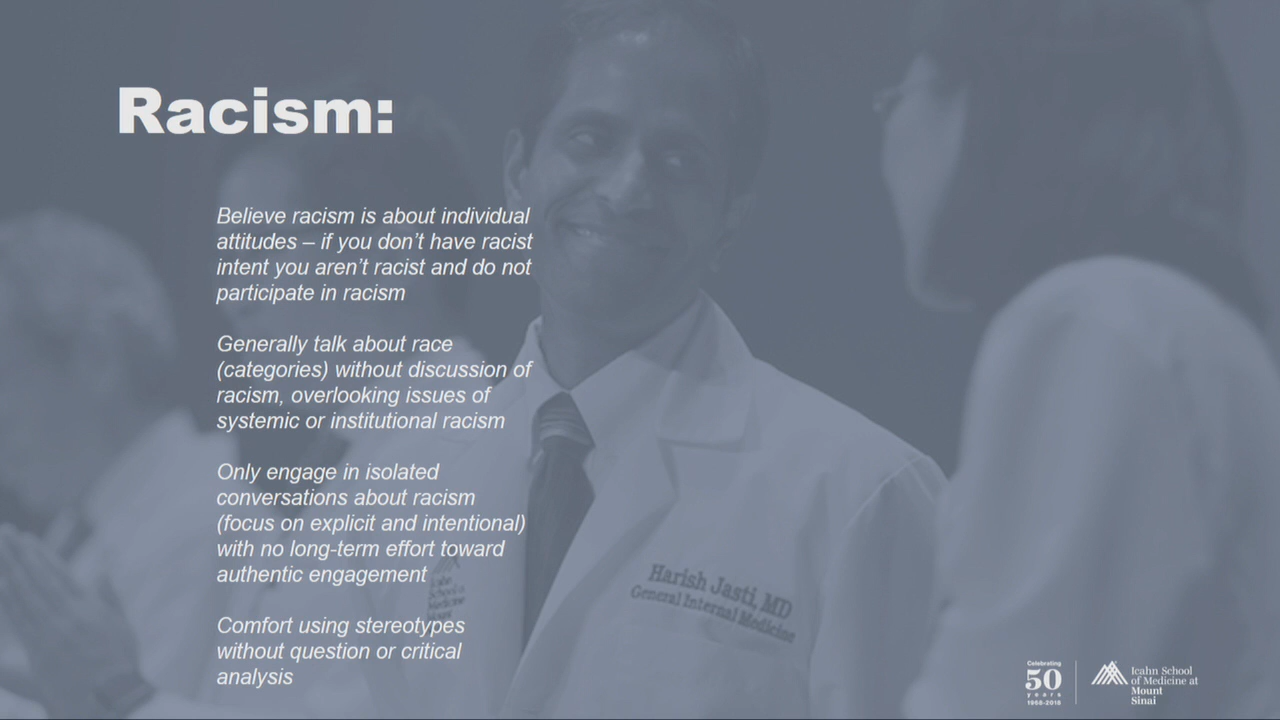 Racism:
Believe racism is about individual
attitudes – if you don’t have racist
intent you aren’t racist and do not
participate in racism
Generally talk about race
(categories) without discussion of
racism, overlooking issues of
systemic or institutional racism
Only engage in isolated
conversations about racism
(focus on explicit and intentional)
with no long-term effort toward
authentic engagement
Comfort using stereotypes
without question or critical
analysis
Harish Jasti, MD
General Internal Medicine
School
Medicine
Celebrating
50
years
1968-2018
Icahn School
of Medicine at
Mount
Sinai